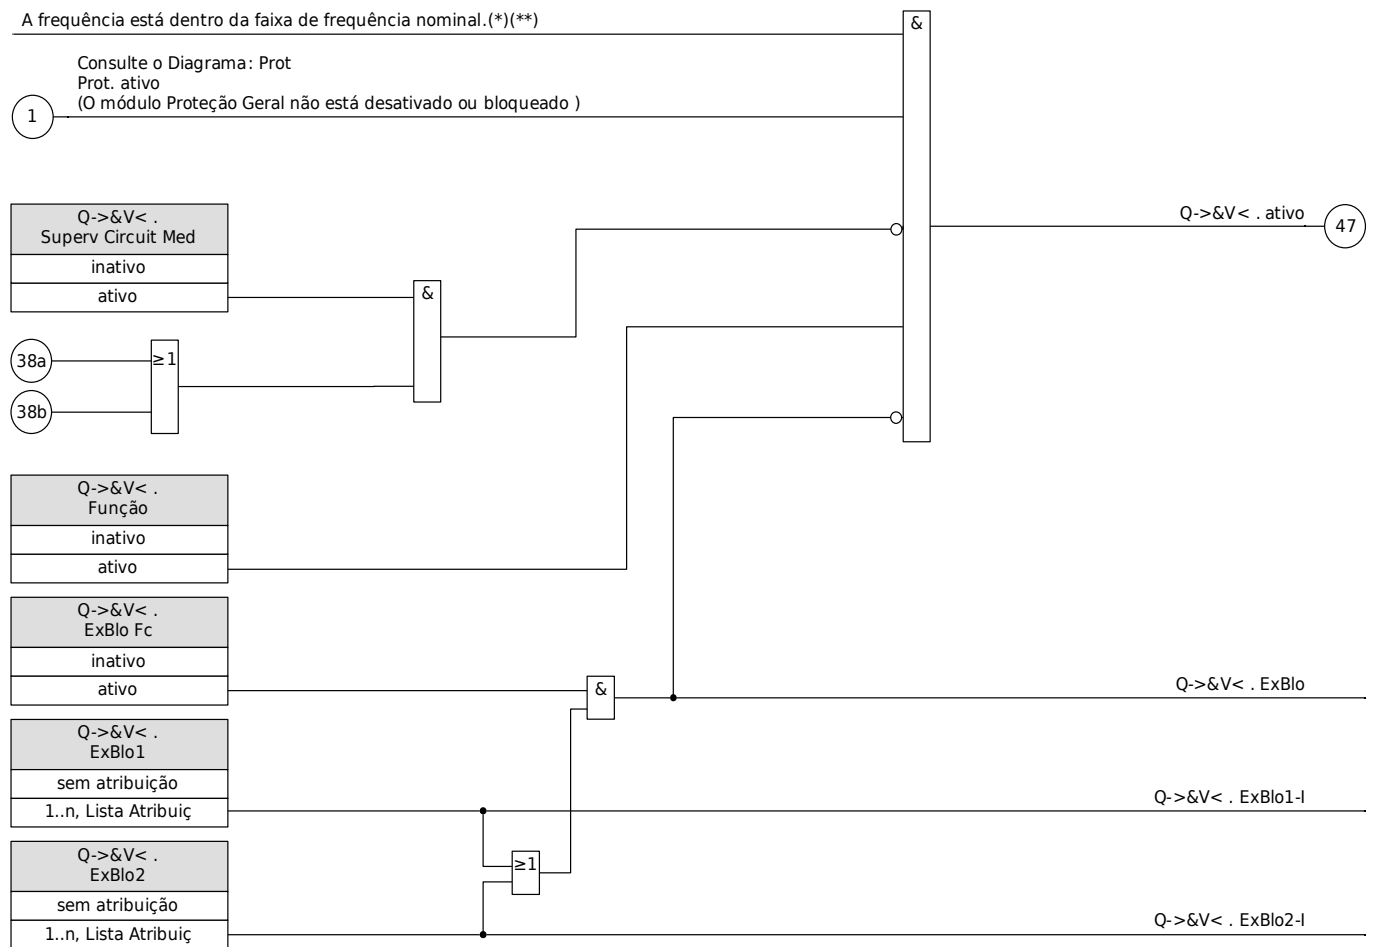 A frequência está dentro da faixa de frequência nominal.(*)(**)
&
Consulte o Diagrama: Prot
Prot. ativo
(O módulo Proteção Geral não está desativado ou bloqueado )
1
Q->&V< .
Superv Circuit Med
inativo
ativo
&
Q->&V< . ativo
47
38a
≥1
38b
Q->&V< .
Função
inativo
ativo
Q->&V< .
ExBlo Fc
inativo
ativo
&
Q->&V< . ExBlo
Q->&V< .
ExBlo1
sem atribuição
1..n, Lista Atribuiç
Q->&V< . ExBlo1-I
≥1
Q->&V< .
ExBlo2
sem atribuição
1..n, Lista Atribuiç
Q->&V< . ExBlo2-I